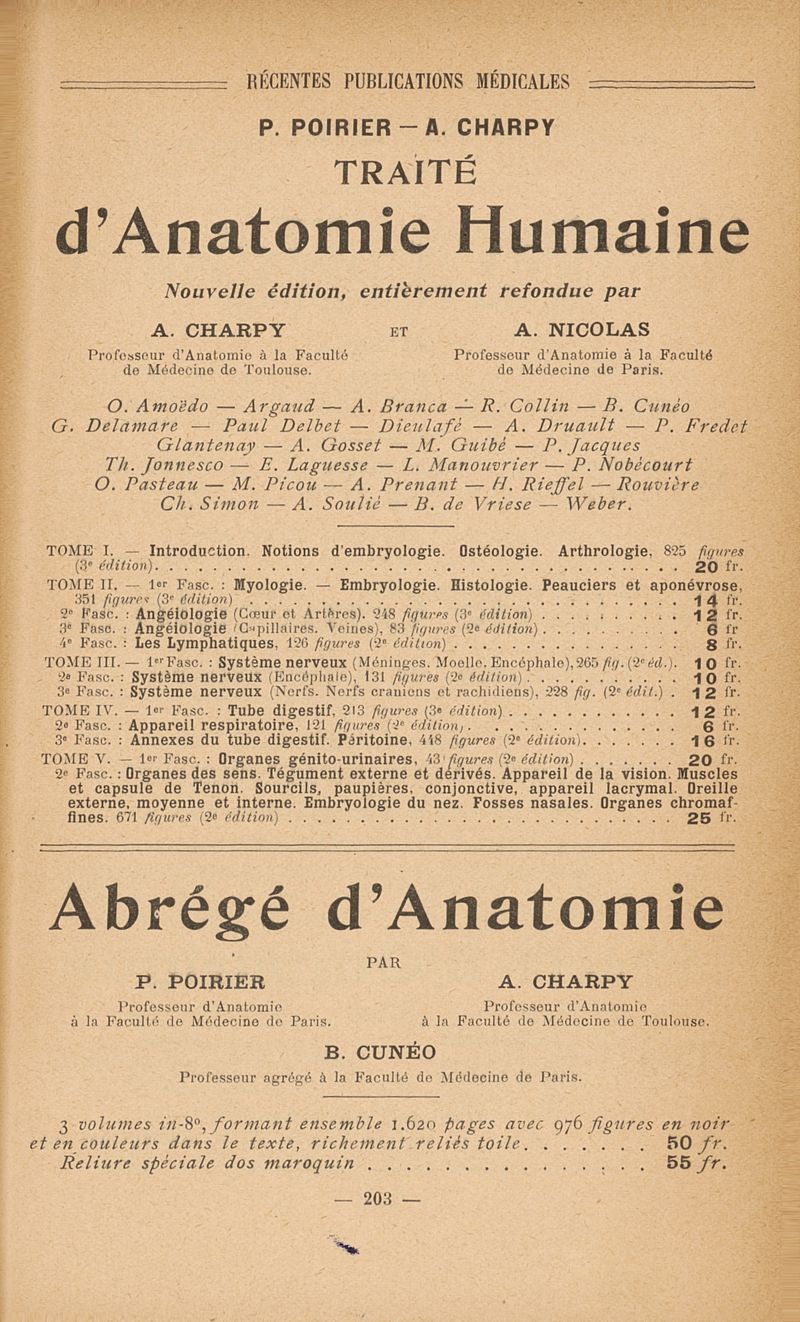 RÉCENTES PUBLICATIONS MÉDICALES
P. POIRIER — A. CHARPY
TRAITÉ
d'Anatomie Humaine
Nouvelle édition, entièrement refondue par
A. CHARPY ET A. NICOLAS
Professeur d'Anatomie à la Faculté Professeur d'Anatomie à la Faculté
de Médecine de Toulouse. de Médecine de Paris.
O. Amoëdo — Argaud — A. Branca — R. Collin — B. Cunéo
G. Delamare — Paul Delbet — Dieulafé — A. Druault — P. Fredet
Glantenay — A. Gosset — M. Guibé — P. Jacques
Th. Jonnesco — E. Laguesse — L. Manouvrier — P. Nobécourt
O. Pasteau — M. Picou — A. Prenant — H. Rieffel — Rouvière
Ch. Simon — A. Soulié — B. de Vriese — Weber.
TOME I. — Introduction. Notions d'embryologie. Ostéologie. Arthrologie, 825 figures
(3e édition). . . . . . . . . . . . . . . . . . . . 20 fr.
TOME II. — 1er Fasc. : Myologie. — Embryologie. Histologie. Peauciers et aponévrose,
351 figures (3e édition) . . . . . . . . . . . . . . . . 14 fr.
2e Fasc. : Angéiologie (Cœur et Artères). 248 figures (3e édition) . . . . . . . . 12 fr.
3e Fasc. : Angéiologie (Capillaires. Veines), 83 figures (2e édition) . . . . . . . . 6 fr
4e Fasc. : Les Lymphatiques, 126 figures (2e édition) . . . . . . . . . . 8 fr.
TOME III. — 1er Fasc. : Système nerveux (Méninges. Moelle. Encéphale), 265 fig. (2e éd.). 10 fr.
2e Fasc. : Système nerveux (Encéphale), 131 figures (2e édition) . . . . . . . . 10 fr.
3e Fasc. : Système nerveux (Nerfs. Nerfs craniens et rachidiens), 228 fig. (2e édit.) . 12 fr.
TOME IV. — 1er Fasc. : Tube digestif, 213 figures (3e édition) . . . . . . . . 12 fr.
2e Fasc. : Appareil respiratoire, 121 figures (2e édition) . . . . . . . . . 6 fr.
3e Fasc. : Annexes du tube digestif. Péritoine, 448 figures (2e édition). . . . . . 16 fr.
TOME V. — 1er Fasc. : Organes génito-urinaires, figures (2e édition) . . . . . . 20 fr.
2e Fasc. : Organes des sens. Tégument externe et dérivés. Appareil de la vision. Muscles
et capsule de Tenon. Sourcils, paupières, conjonctive, appareil lacrymal. Oreille
externe, moyenne et interne. Embryologie du nez. Fosses nasales. Organes chromaf-
fines. 671 figures (2e édition) . . . . . . . . . . . . . . . . 25 fr.
Abrégé d'Anatomie
PAR
P. POIRIER A. CHARPY
Professeur d'Anatomie Professeur d'Anatomie
à la Faculté de Médecine de Paris. à la Faculté de Médecine de Toulouse.
B. CUNÉO
Professeur agrégé à la Faculté de Médecine de Paris.
3 volumes in-8º, formant ensemble 1.620 pages avec 976 figures en noir
et en couleurs dans le texte, richement reliés toile. . . . . . . 50 fr.
Reliure spéciale dos maroquin . . . . . . . . . . . . . . 55 fr.
— 203 —